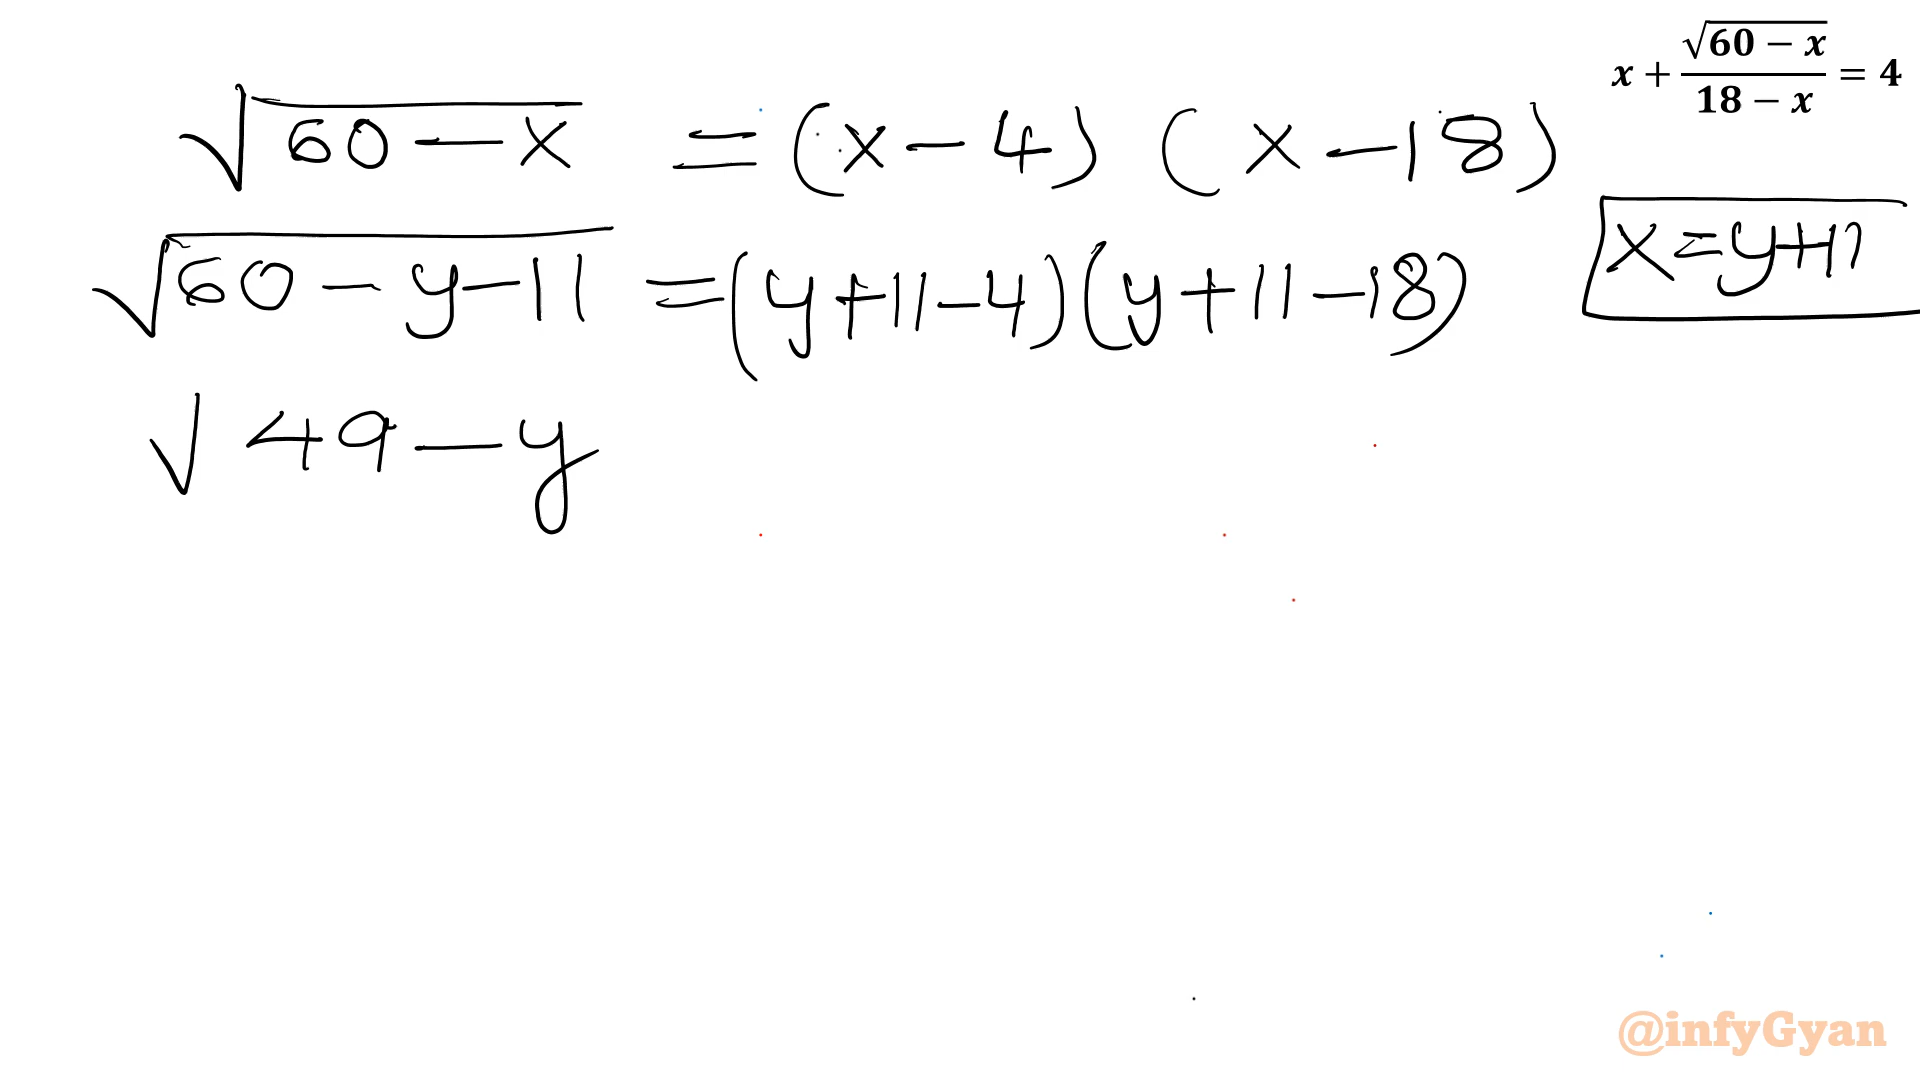 x + √(60 − x)/(18 − x) = 4
√(60 − x) = (x − 4) (x − 18)
x = y + 11
√(60 − y − 11) = (y + 11 − 4)(y + 11 − 18)
√49 − y
@infyGyan